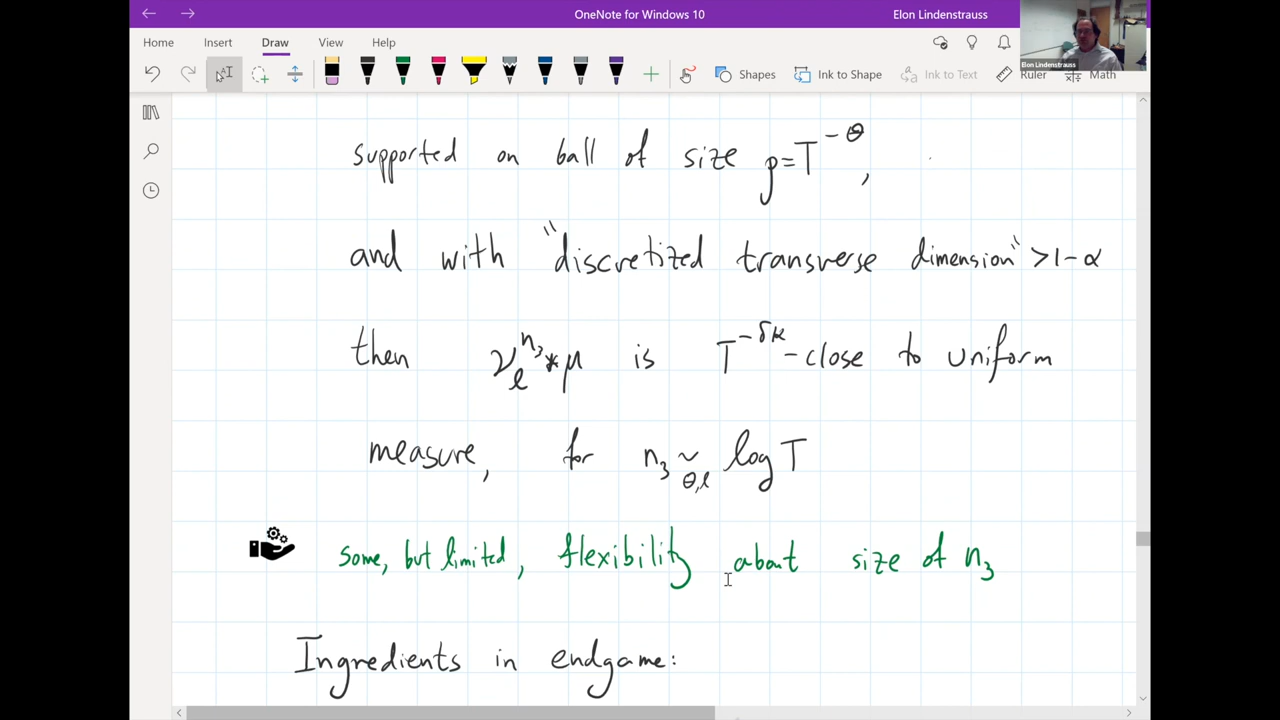 OneNote for Windows 10
Elon Lindenstrauss
Home Insert Draw View Help
Elon Lindenstrauss
Shapes Ink to Shape Ink to Text Ruler Math
supported on ball of size ρ=T^{-θ},
and with "discretized transverse dimension" >1-α
then ν_ℓ^{n_3} * μ is T^{-δκ}-close to uniform
measure, for n_3 ~_{θ,ℓ} log T
some, but limited, flexibility about size of n_3
Ingredients in endgame: